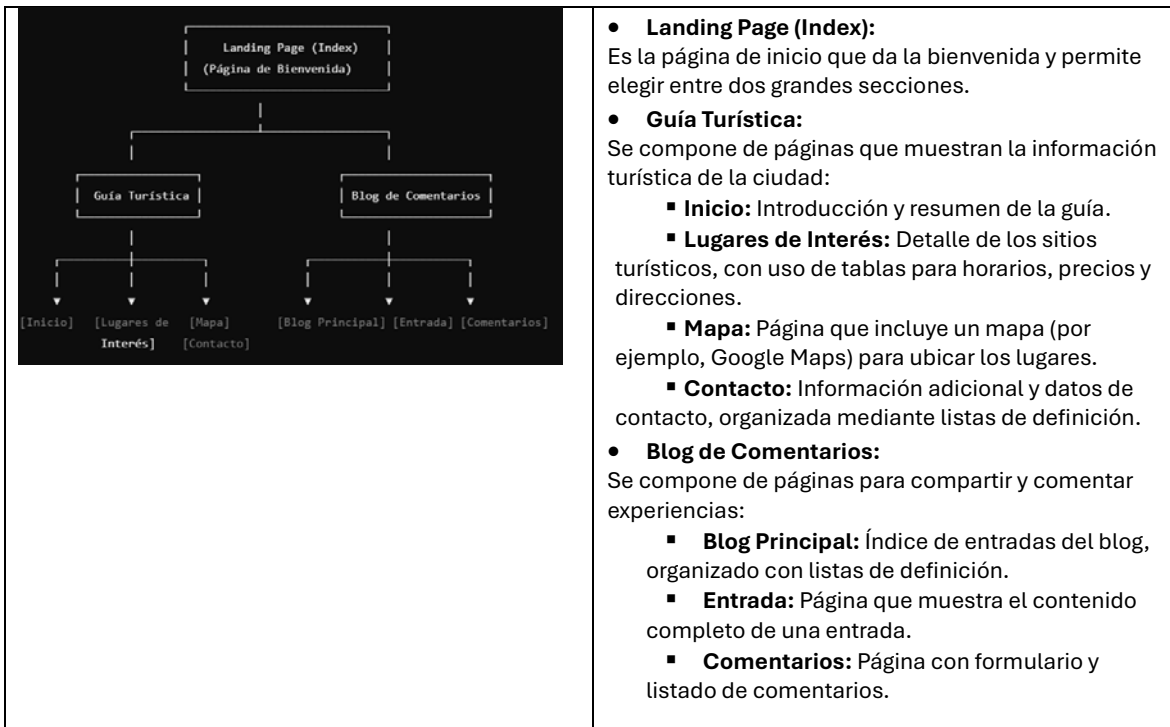 Landing Page (Index)
(Página de Bienvenida)
Guía Turística
Blog de Comentarios
[Inicio] [Lugares de [Mapa] [Blog Principal] [Entrada] [Comentarios]
Interés] [Contacto]
• Landing Page (Index):
Es la página de inicio que da la bienvenida y permite
elegir entre dos grandes secciones.
• Guía Turística:
Se compone de páginas que muestran la información
turística de la ciudad:
▪ Inicio: Introducción y resumen de la guía.
▪ Lugares de Interés: Detalle de los sitios
turísticos, con uso de tablas para horarios, precios y
direcciones.
▪ Mapa: Página que incluye un mapa (por
ejemplo, Google Maps) para ubicar los lugares.
▪ Contacto: Información adicional y datos de
contacto, organizada mediante listas de definición.
• Blog de Comentarios:
Se compone de páginas para compartir y comentar
experiencias:
▪ Blog Principal: Índice de entradas del blog,
organizado con listas de definición.
▪ Entrada: Página que muestra el contenido
completo de una entrada.
▪ Comentarios: Página con formulario y
listado de comentarios.